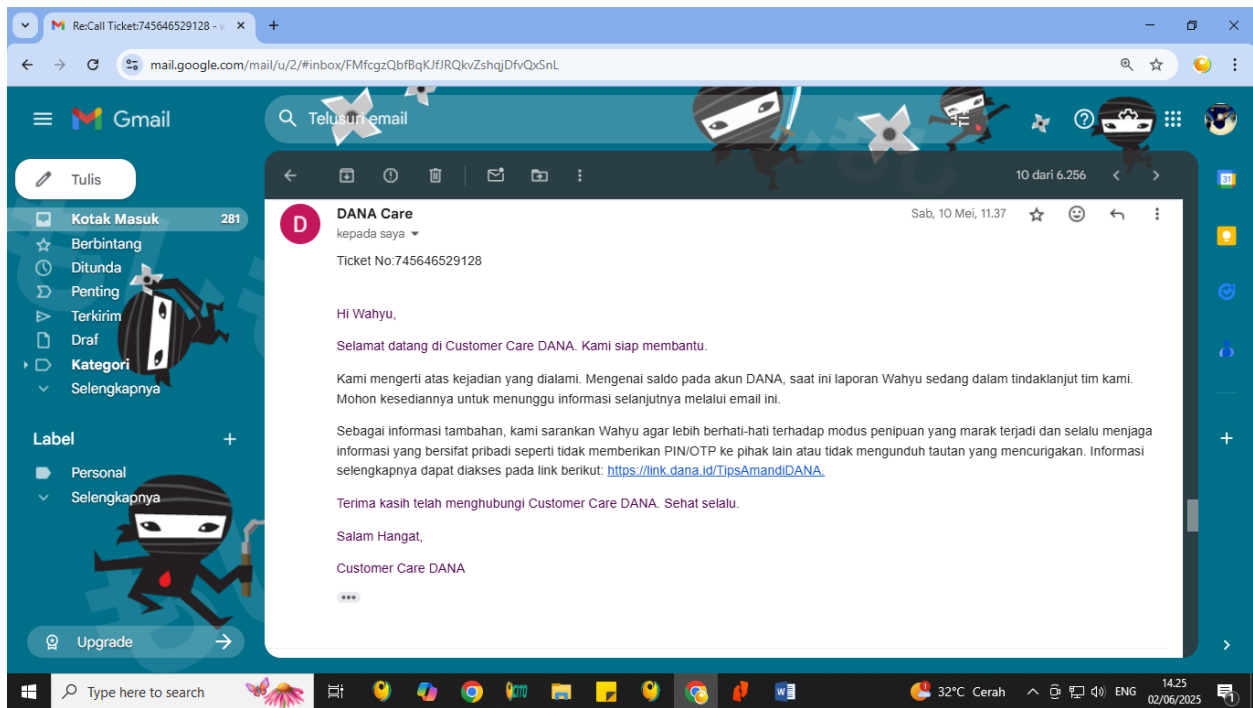 Re:Call Ticket:745646529128 - w
mail.google.com/mail/u/2/#inbox/FMfcgzQbfBqKJfJRQkvZshqjDfvQxSnL
Gmail
Telusuri email
Tulis
10 dari 6.256
31
Kotak Masuk 281
Berbintang
Ditunda
Penting
Terkirim
Draf
Kategori
Selengkapnya
Label
Personal
Selengkapnya
Upgrade
D
DANA Care
Sab, 10 Mei, 11.37
kepada saya
Ticket No:745646529128
Hi Wahyu,
Selamat datang di Customer Care DANA. Kami siap membantu.
Kami mengerti atas kejadian yang dialami. Mengenai saldo pada akun DANA, saat ini laporan Wahyu sedang dalam tindaklanjut tim kami.
Mohon kesediannya untuk menunggu informasi selanjutnya melalui email ini.
Sebagai informasi tambahan, kami sarankan Wahyu agar lebih berhati-hati terhadap modus penipuan yang marak terjadi dan selalu menjaga
informasi yang bersifat pribadi seperti tidak memberikan PIN/OTP ke pihak lain atau tidak mengunduh tautan yang mencurigakan. Informasi
selengkapnya dapat diakses pada link berikut: https://link.dana.id/TipsAmandiDANA.
Terima kasih telah menghubungi Customer Care DANA. Sehat selalu.
Salam Hangat,
Customer Care DANA
Type here to search
32°C Cerah
ENG
14.25
02/06/2025